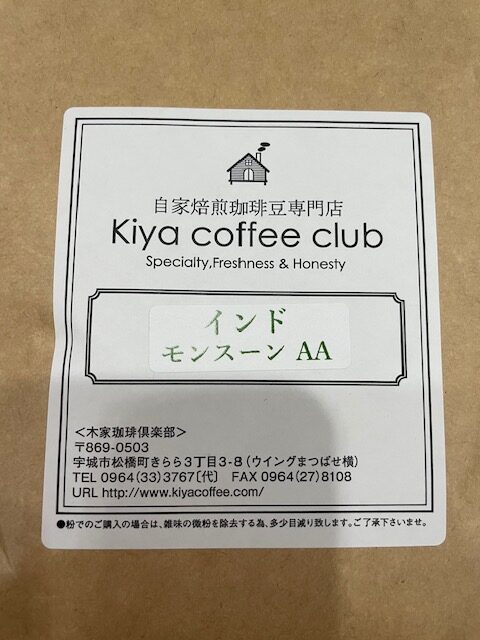 自家焙煎珈琲豆専門店
Kiya coffee club
Specialty,Freshness & Honesty
インド
モンスーン AA
＜木家珈琲倶楽部＞
〒869-0503
宇城市松橋町きらら3丁目3-8（ウイングまつばせ横）
TEL 0964(33)3767〔代〕 FAX 0964(27)8108
URL http://www.kiyacoffee.com/
●粉でのご購入の場合は、雑味の微粉を除去する為、多少目減り致します。ご了承下さいませ。